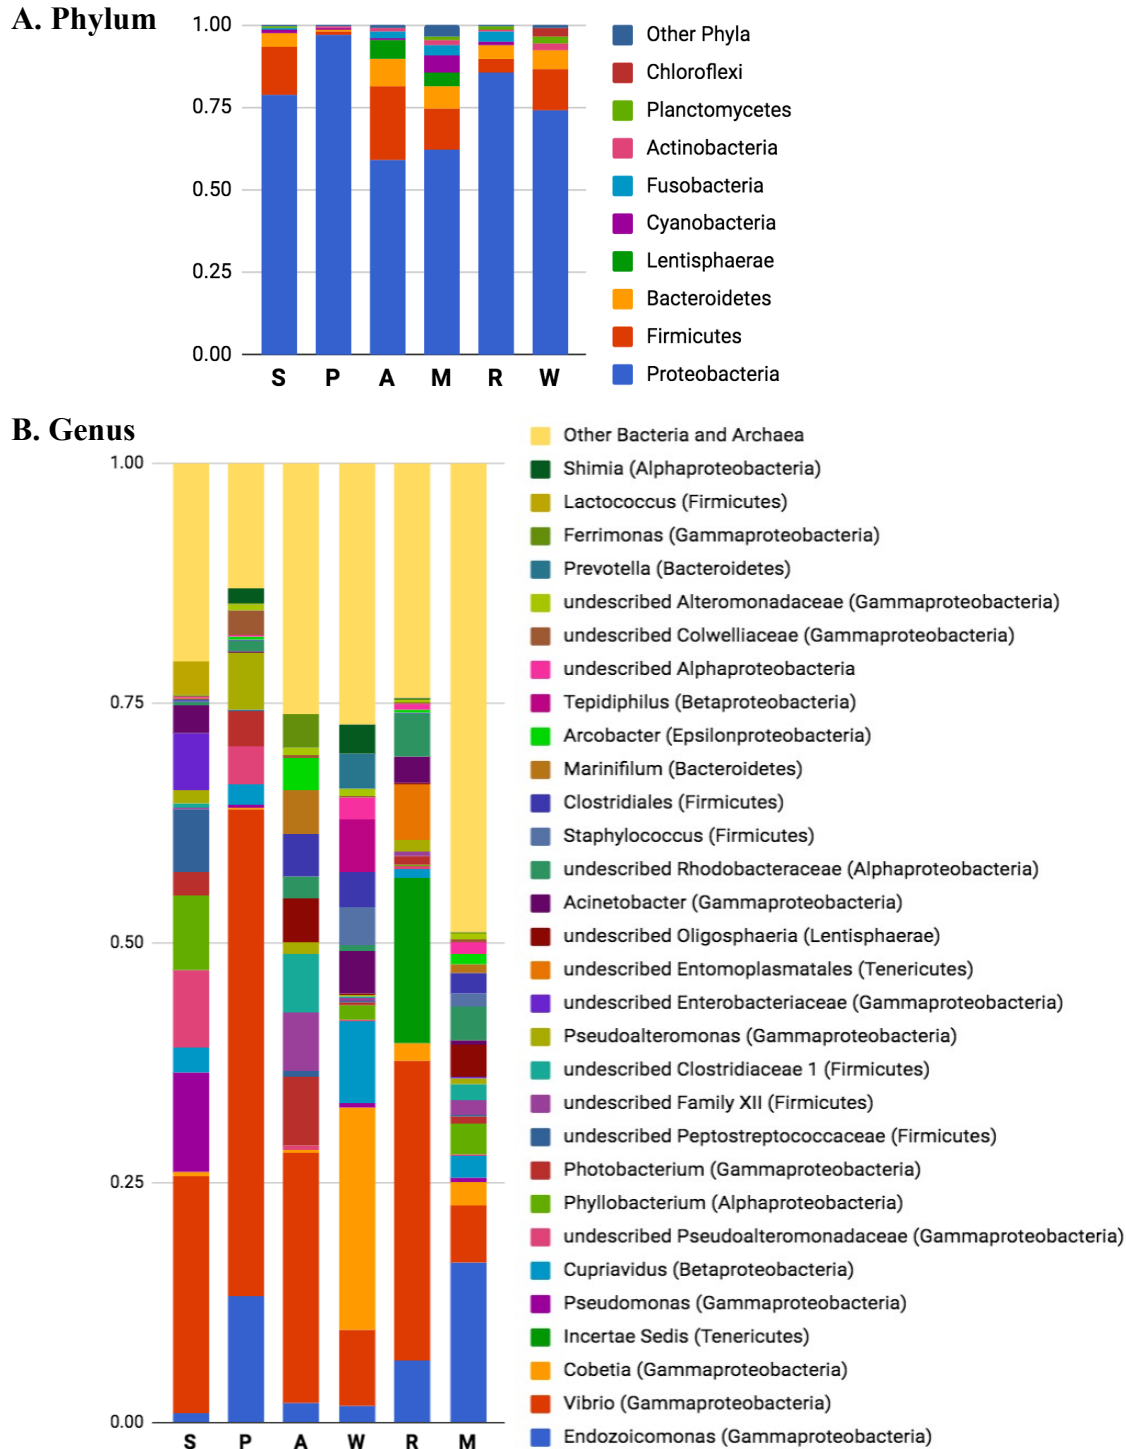 A. Phylum
1.00
0.75
0.50
0.25
0.00
S P A M R W
Other Phyla
Chloroflexi
Planctomycetes
Actinobacteria
Fusobacteria
Cyanobacteria
Lentisphaerae
Bacteroidetes
Firmicutes
Proteobacteria
B. Genus
1.00
0.75
0.50
0.25
0.00
S P A W R M
Other Bacteria and Archaea
Shimia (Alphaproteobacteria)
Lactococcus (Firmicutes)
Ferrimonas (Gammaproteobacteria)
Prevotella (Bacteroidetes)
undescribed Alteromonadaceae (Gammaproteobacteria)
undescribed Colwelliaceae (Gammaproteobacteria)
undescribed Alphaproteobacteria
Tepidiphilus (Betaproteobacteria)
Arcobacter (Epsilonproteobacteria)
Marinifilum (Bacteroidetes)
Clostridiales (Firmicutes)
Staphylococcus (Firmicutes)
undescribed Rhodobacteraceae (Alphaproteobacteria)
Acinetobacter (Gammaproteobacteria)
undescribed Oligosphaeria (Lentisphaerae)
undescribed Entomoplasmatales (Tenericutes)
undescribed Enterobacteriaceae (Gammaproteobacteria)
Pseudoalteromonas (Gammaproteobacteria)
undescribed Clostridiaceae 1 (Firmicutes)
undescribed Family XII (Firmicutes)
undescribed Peptostreptococcaceae (Firmicutes)
Photobacterium (Gammaproteobacteria)
Phyllobacterium (Alphaproteobacteria)
undescribed Pseudoalteromonadaceae (Gammaproteobacteria)
Cupriavidus (Betaproteobacteria)
Pseudomonas (Gammaproteobacteria)
Incertae Sedis (Tenericutes)
Cobetia (Gammaproteobacteria)
Vibrio (Gammaproteobacteria)
Endozoicomonas (Gammaproteobacteria)